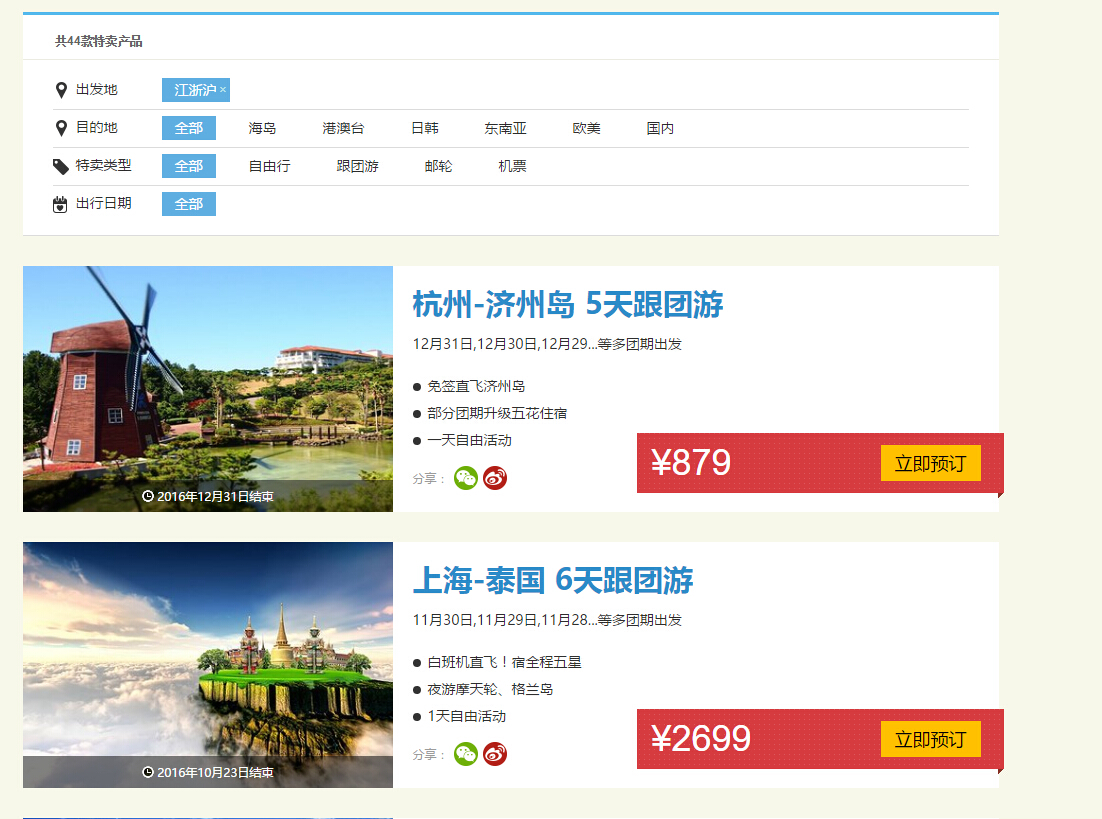 共44款特卖产品
出发地 江浙沪 ×
目的地 全部 海岛 港澳台 日韩 东南亚 欧美 国内
特卖类型 全部 自由行 跟团游 邮轮 机票
出行日期 全部
杭州-济州岛 5天跟团游
12月31日,12月30日,12月29...等多团期出发
免签直飞济州岛
部分团期升级五花住宿
一天自由活动
¥879 立即预订
分享：
2016年12月31日结束
上海-泰国 6天跟团游
11月30日,11月29日,11月28...等多团期出发
白班机直飞！宿全程五星
夜游摩天轮、格兰岛
1天自由活动
¥2699 立即预订
分享：
2016年10月23日结束